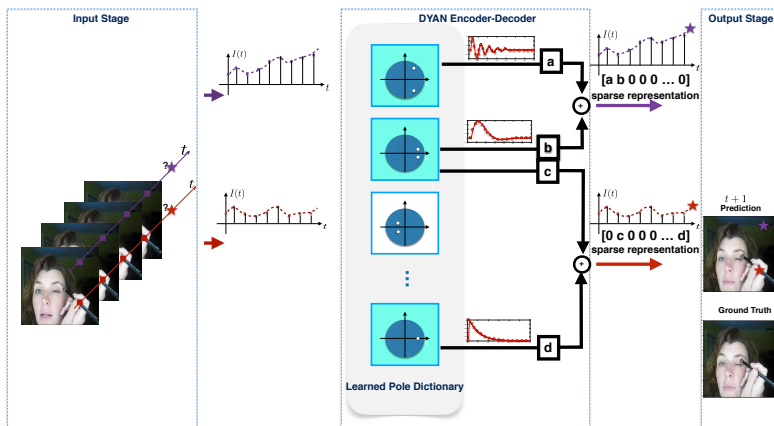 Input Stage
DYAN Encoder-Decoder
Output Stage
I(t)
t
I(t)
t
a
[a b 0 0 0 ... 0]
sparse representation
+
b
c
t
?
t
?
I(t)
t
I(t)
t
[0 c 0 0 0 ... d]
sparse representation
+
t + 1
Prediction
Ground Truth
d
Learned Pole Dictionary